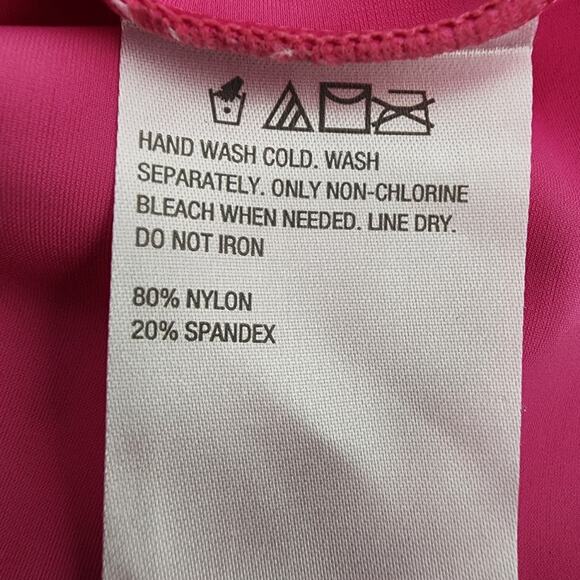 HAND WASH COLD. WASH
SEPARATELY. ONLY NON-CHLORINE
BLEACH WHEN NEEDED. LINE DRY.
DO NOT IRON
80% NYLON
20% SPANDEX